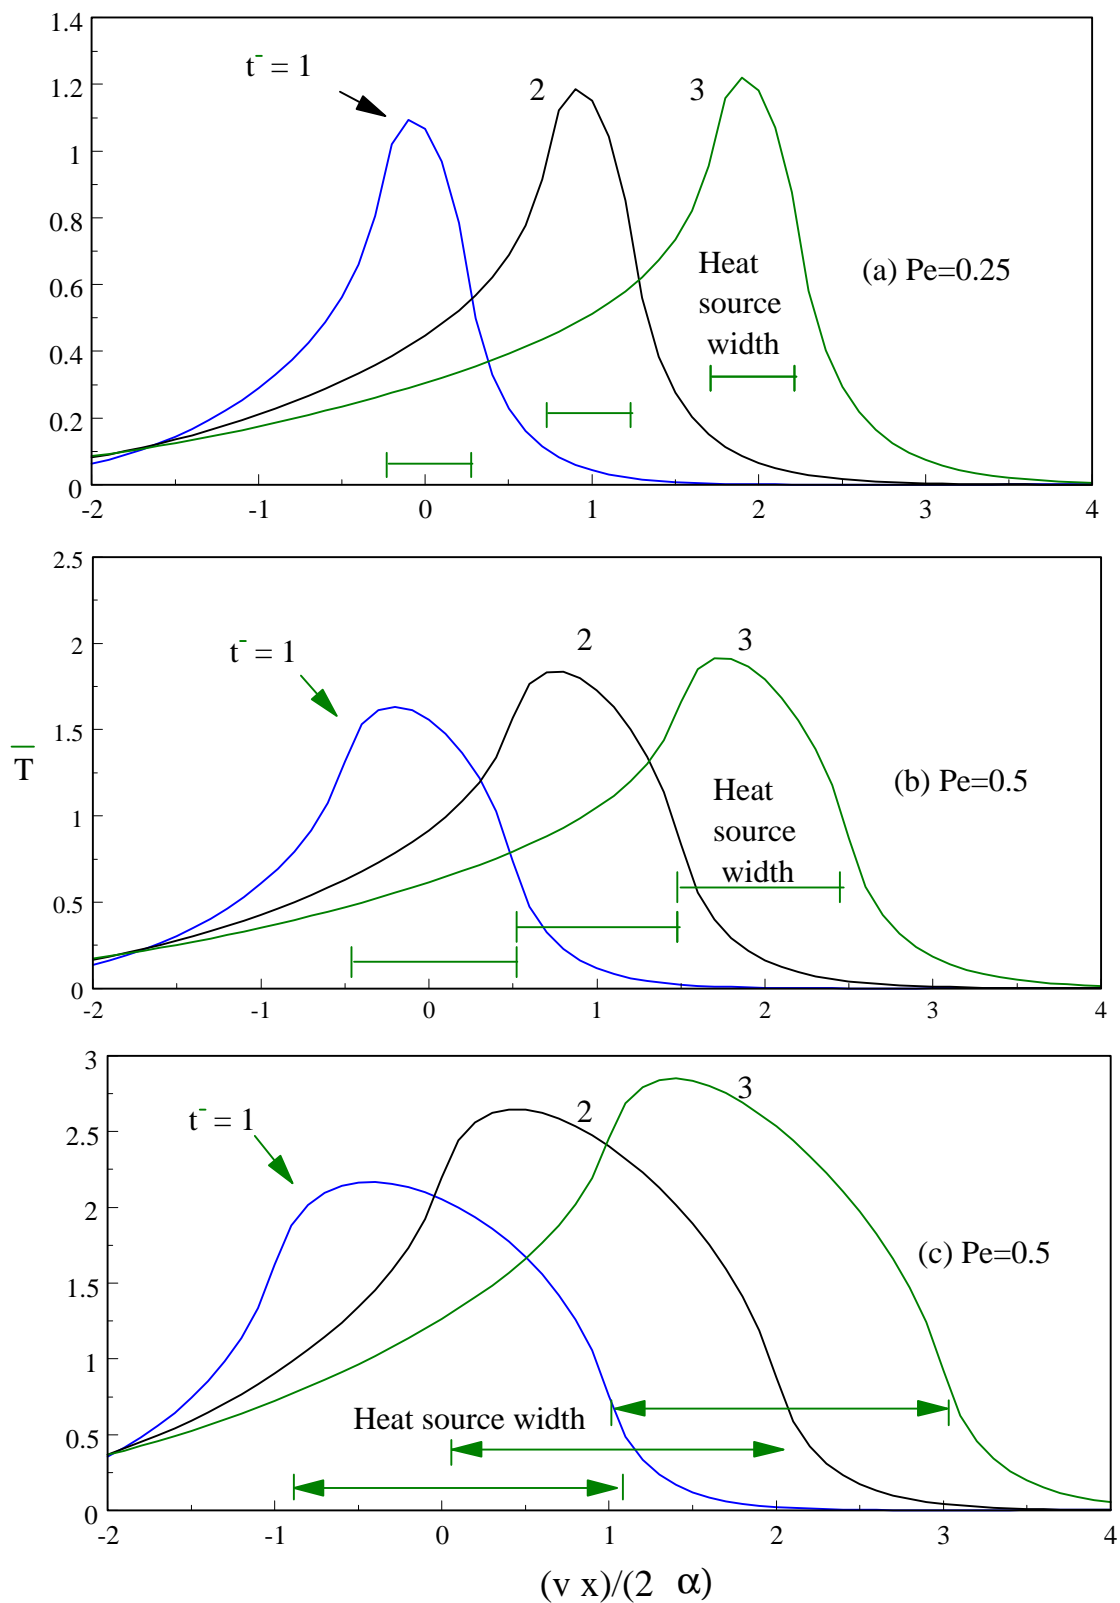 1.4
t̄ = 1
2
3
1.2
1
0.8
Heat
source
width
(a) Pe=0.25
0.6
0.4
0.2
0
-2 -1 0 1 2 3 4
2.5
2
t̄ = 1
2
3
1.5
T̄
Heat
source
width
(b) Pe=0.5
1
0.5
0
-2 -1 0 1 2 3 4
3
t̄ = 1
2
3
2.5
2
(c) Pe=0.5
1.5
1
Heat source width
0.5
0
-2 -1 0 1 2 3 4
(v x)/(2 α)